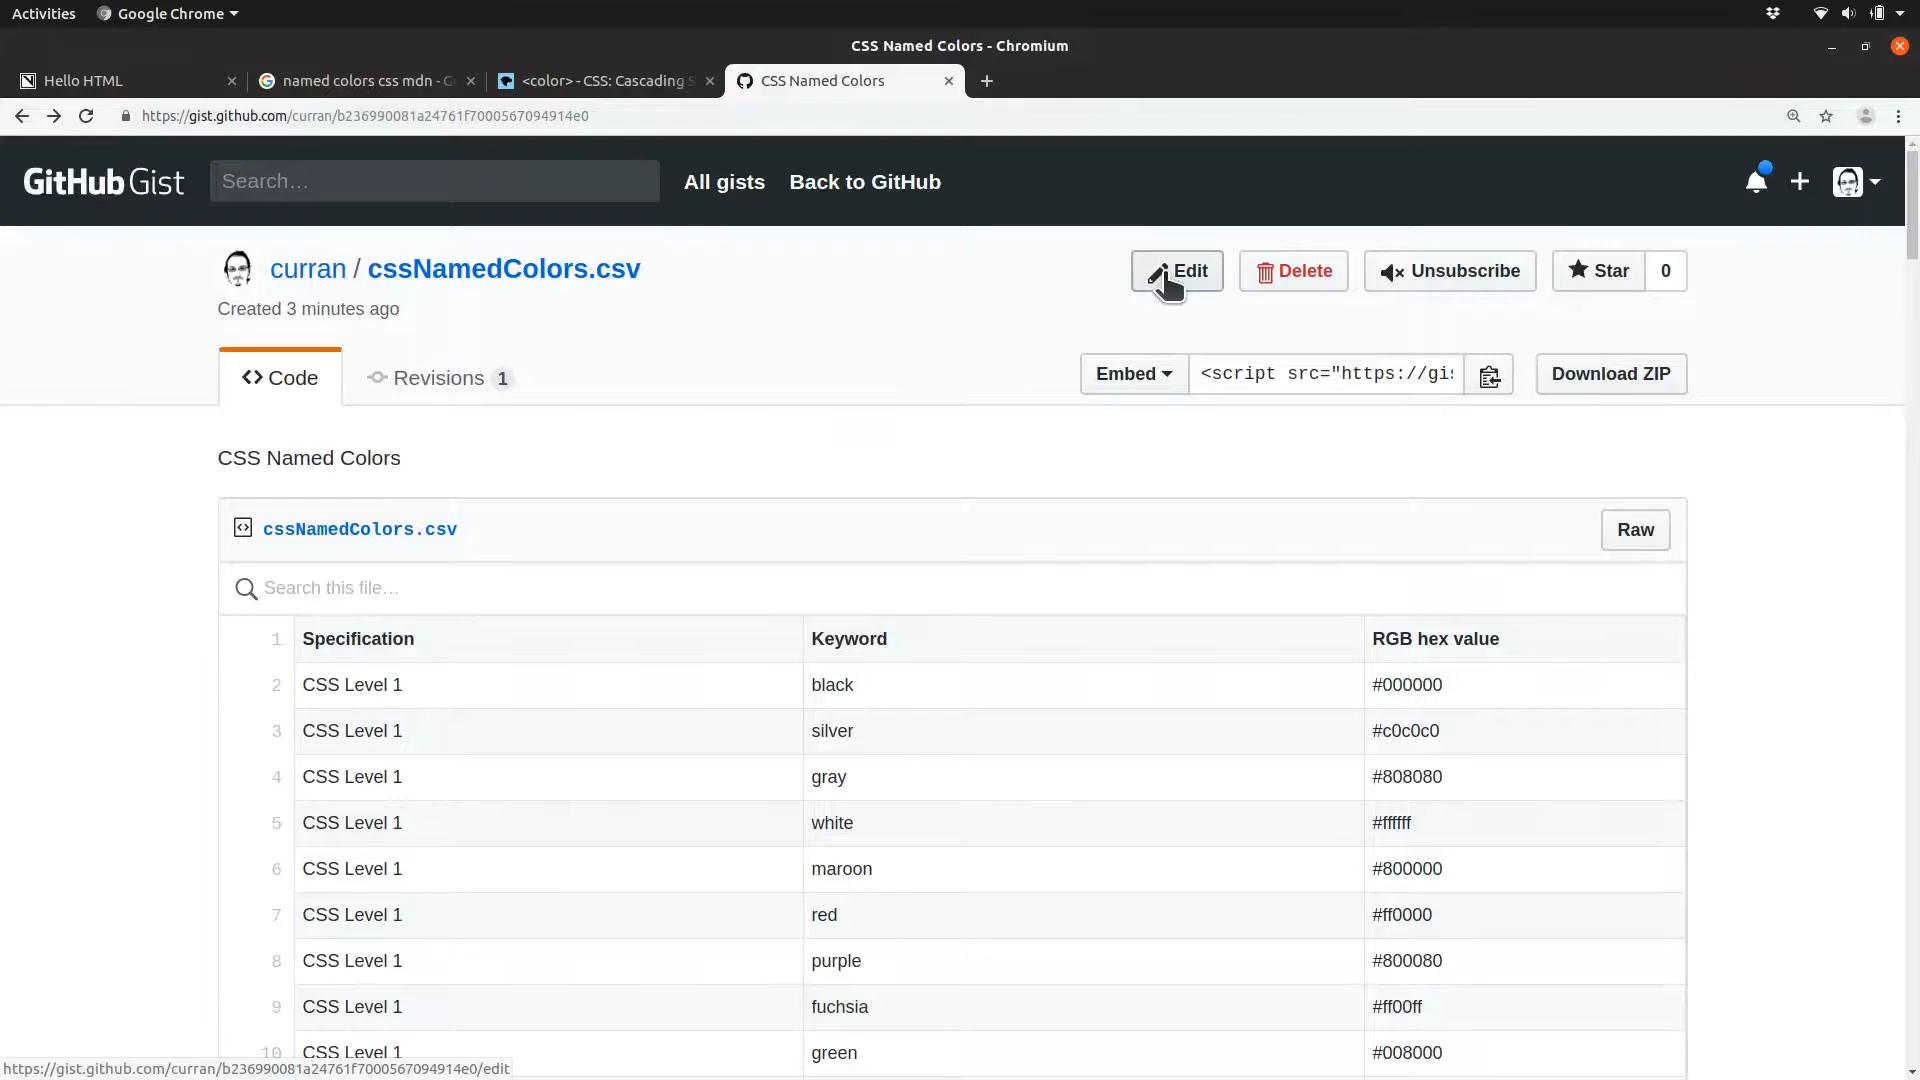 Activities Google Chrome
CSS Named Colors - Chromium
Hello HTML named colors css mdn - G <color> - CSS: Cascading S CSS Named Colors
https://gist.github.com/curran/b236990081a24761f7000567094914e0
GitHub Gist Search… All gists Back to GitHub
curran / cssNamedColors.csv Edit Delete Unsubscribe Star 0
Created 3 minutes ago
Code Revisions 1 Embed <script src="https://gis Download ZIP
CSS Named Colors
cssNamedColors.csv Raw
Search this file…
1 Specification Keyword RGB hex value
2 CSS Level 1 black #000000
3 CSS Level 1 silver #c0c0c0
4 CSS Level 1 gray #808080
5 CSS Level 1 white #ffffff
6 CSS Level 1 maroon #800000
7 CSS Level 1 red #ff0000
8 CSS Level 1 purple #800080
9 CSS Level 1 fuchsia #ff00ff
10 CSS Level 1 green #008000
https://gist.github.com/curran/b236990081a24761f7000567094914e0/edit